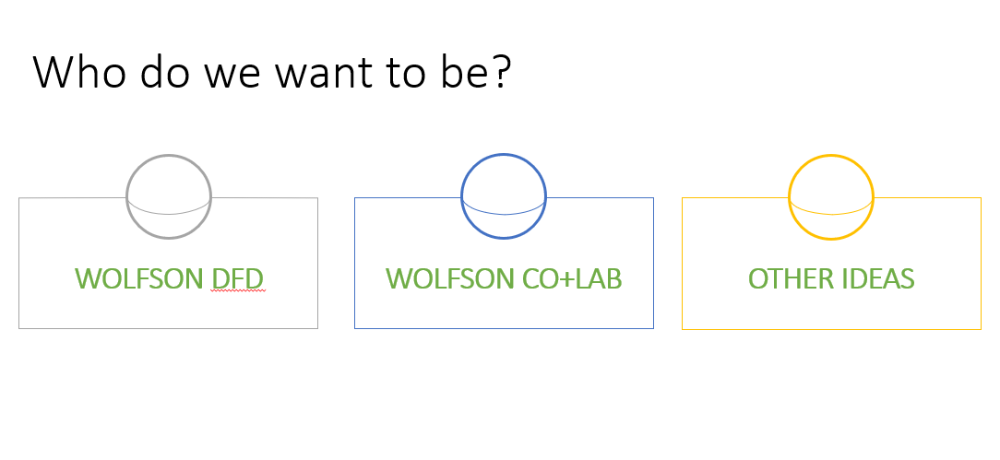 Who do we want to be?
WOLFSON DFD
WOLFSON CO+LAB
OTHER IDEAS